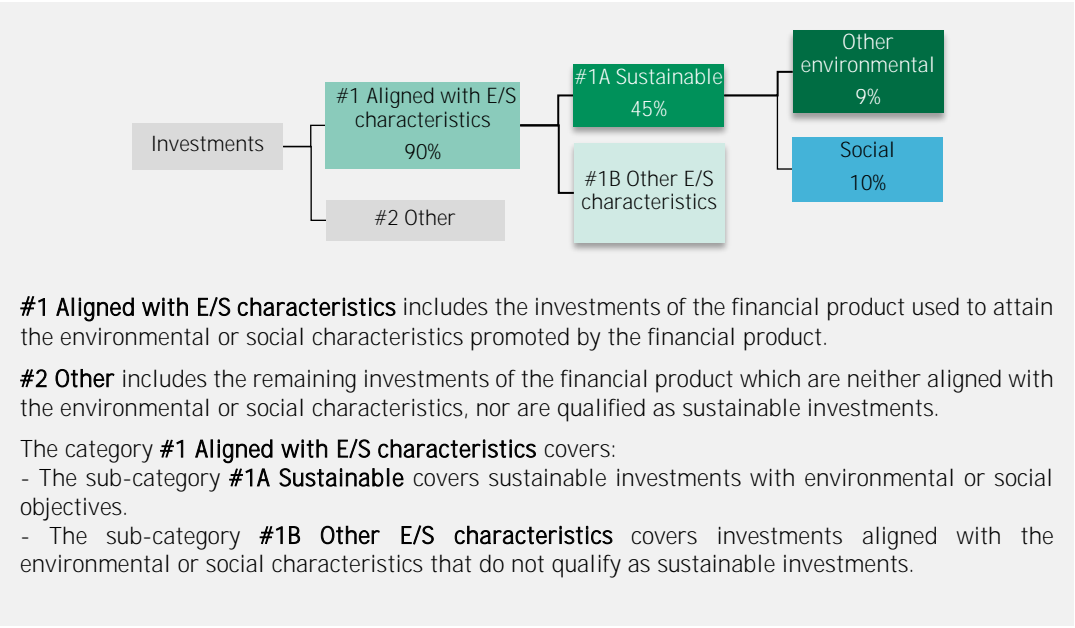 Investments
#1 Aligned with E/S
characteristics
90%
#2 Other
#1A Sustainable
45%
#1B Other E/S
characteristics
Other
environmental
9%
Social
10%
#1 Aligned with E/S characteristics includes the investments of the financial product used to attain
the environmental or social characteristics promoted by the financial product.
#2 Other includes the remaining investments of the financial product which are neither aligned with
the environmental or social characteristics, nor are qualified as sustainable investments.
The category #1 Aligned with E/S characteristics covers:
- The sub-category #1A Sustainable covers sustainable investments with environmental or social
objectives.
- The sub-category #1B Other E/S characteristics covers investments aligned with the
environmental or social characteristics that do not qualify as sustainable investments.